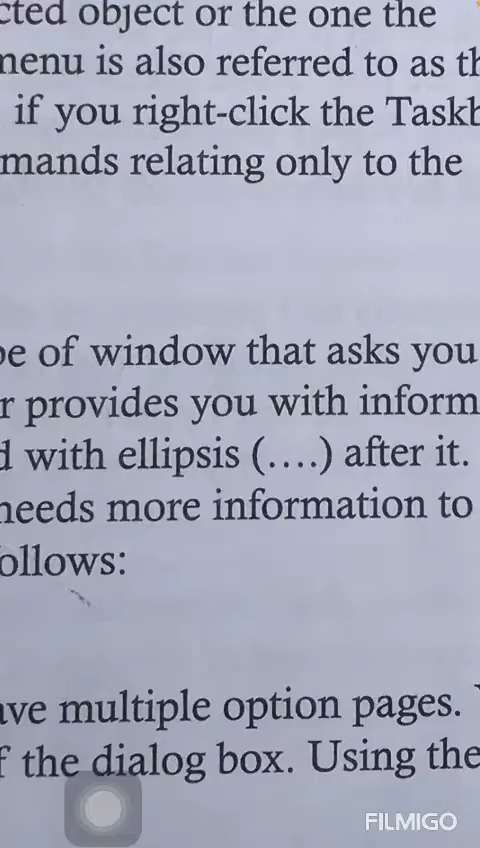 cted object or the one the
menu is also referred to as th
if you right-click the Taskb
mands relating only to the
pe of window that asks you
r provides you with inform
d with ellipsis (....) after it.
needs more information to
ollows:
ave multiple option pages.
f the dialog box. Using the
FILMIGO